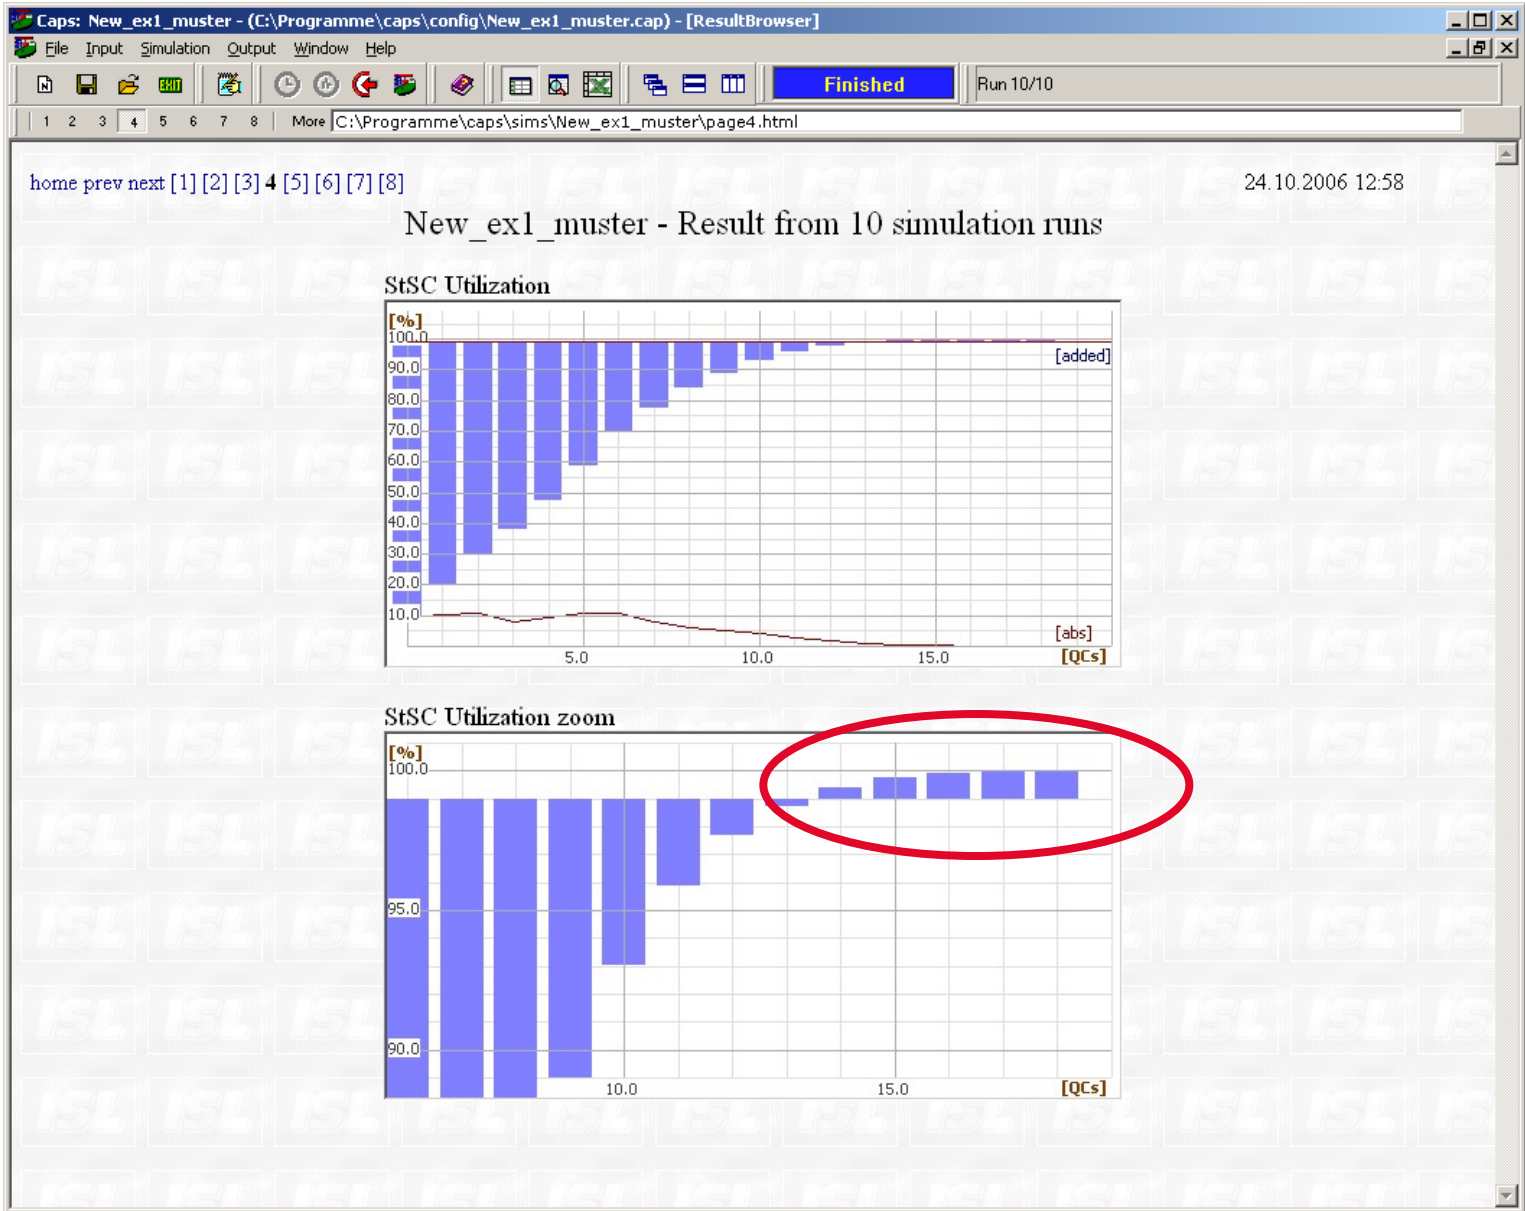 Caps: New_ex1_muster - (C:\Programme\caps\config\New_ex1_muster.cap) - [ResultBrowser]
File Input Simulation Output Window Help
EXIT
Finished
Run 10/10
1 2 3 4 5 6 7 8 More C:\Programme\caps\sims\New_ex1_muster\page4.html
home prev next [1] [2] [3] 4 [5] [6] [7] [8]
24.10.2006 12:58
New_ex1_muster - Result from 10 simulation runs
StSC Utilization
[%]
100.0
[added]
90.0
80.0
70.0
60.0
50.0
40.0
30.0
20.0
10.0
[abs]
5.0 10.0 15.0 [QCs]
StSC Utilization zoom
[%]
100.0
95.0
90.0
10.0 15.0 [QCs]
ISL